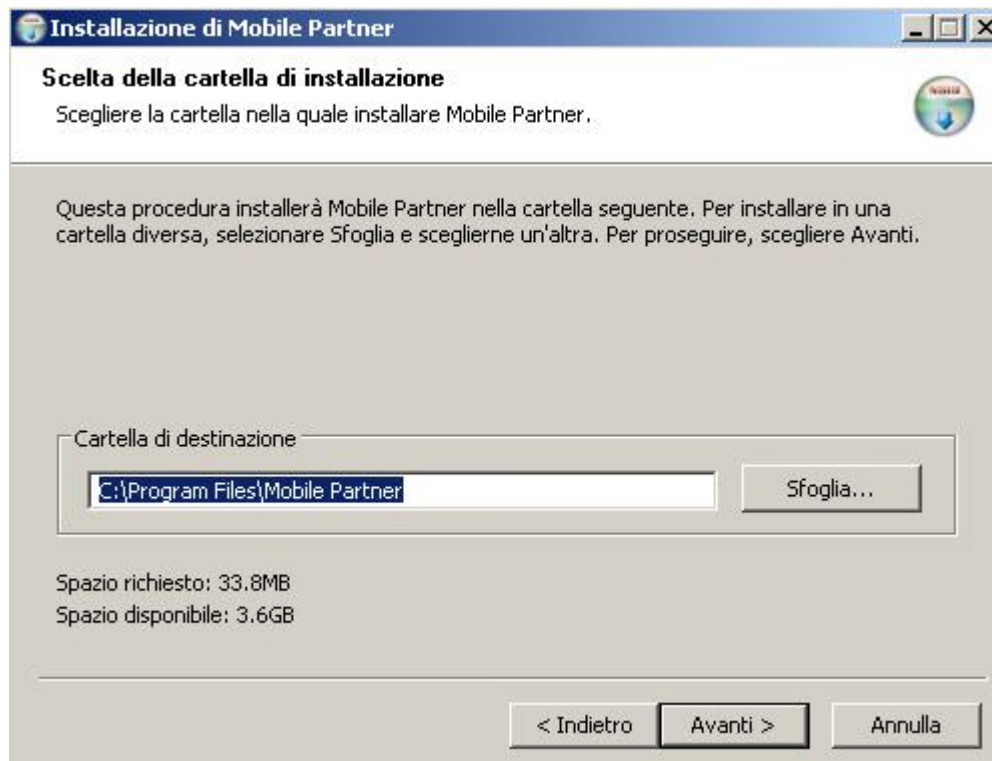 Installazione di Mobile Partner
Scelta della cartella di installazione
Scegliere la cartella nella quale installare Mobile Partner.
Questa procedura installerà Mobile Partner nella cartella seguente. Per installare in una
cartella diversa, selezionare Sfoglia e sceglierne un'altra. Per proseguire, scegliere Avanti.
Cartella di destinazione
C:\Program Files\Mobile Partner
Sfoglia...
Spazio richiesto: 33.8MB
Spazio disponibile: 3.6GB
< Indietro
Avanti >
Annulla